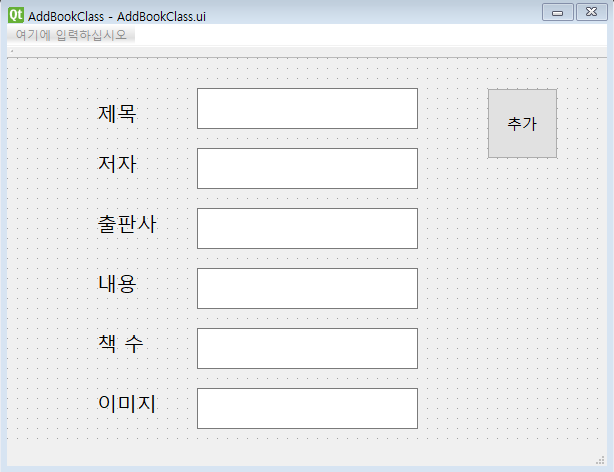 Qt AddBookClass - AddBookClass.ui
여기에 입력하십시오
제목
추가
저자
출판사
내용
책 수
이미지